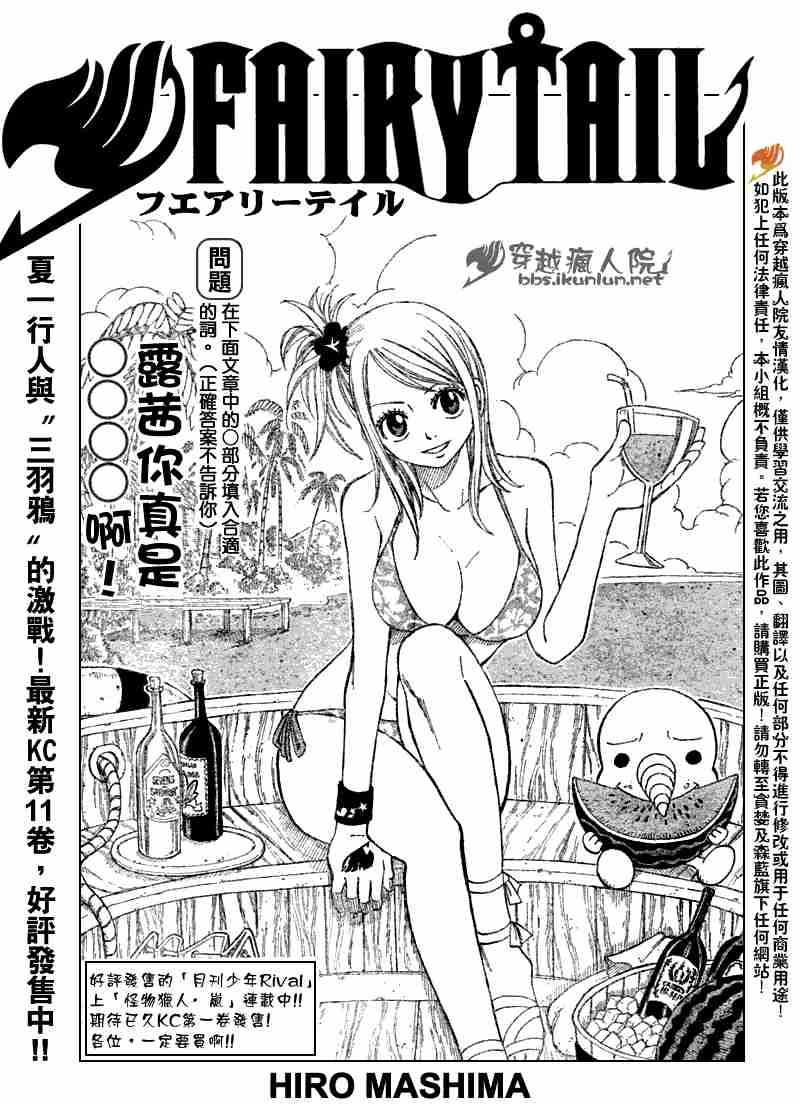 FAIRY TAIL
フェアリーテイル
穿越瘋人院
bbs.ikunlun.net
此版本爲穿越瘋人院友情漢化，僅供學習交流之用，其圖、翻譯以及任何部分不得進行修改或用于任何商業用途！
如犯上任何法律責任，本小組概不負責。若您喜歡此作品，請購買正版！請勿轉至貪婪及森藍旗下任何網站！
問題
在下面文章中的○部分填入合適
的詞。（正確答案不告訴你）
露茜你真是
○○○○啊！
夏一行人與〝三羽鴉〞的激戰！最新KC第11卷，好評發售中!!
SEVENS
好評發售的「月刊少年Rival」
上「怪物獵人·嵐」連載中!!
期待已久KC第一卷發售!
各位，一定要買啊!!
HIRO MASHIMA